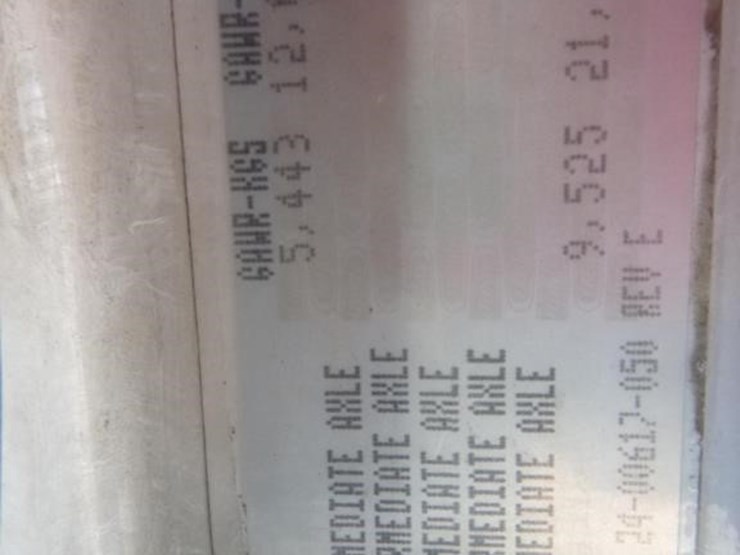 GAWR-KGS GAWR-
5,443 12,
MEDIATE AXLE
RMEDIATE AXLE
MEDIATE AXLE
RMEDIATE AXLE
MEDIATE AXLE
9,525 21,
24-00617-050 REV E